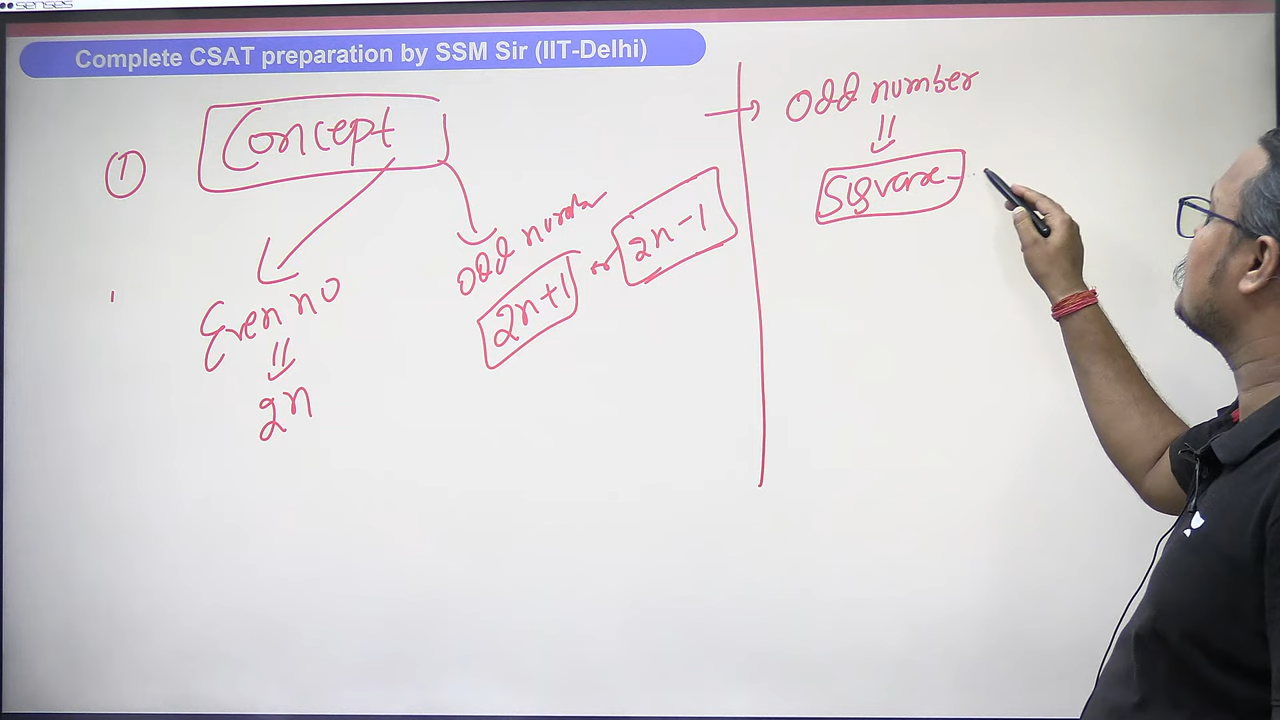 senses
Complete CSAT preparation by SSM Sir (IIT-Delhi)
1
Concept
Even no
2n
odd number
2n+1 or 2n-1
Odd number
Square